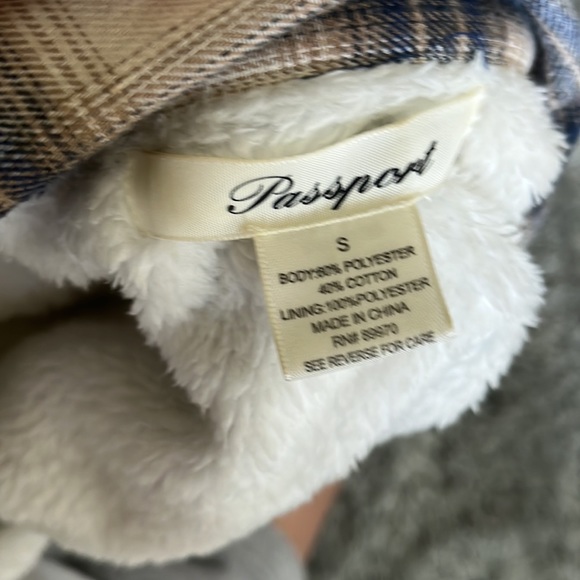 Passport
S
BODY:60% POLYESTER
40% COTTON
LINING:100%POLYESTER
MADE IN CHINA
RN# 89970
SEE REVERSE FOR CARE